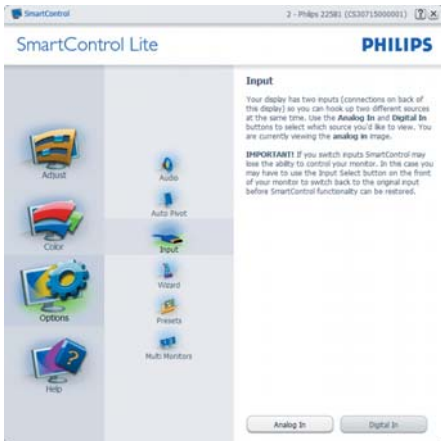 SmartControl
2 - Philips 225B1 (CS30715000001)
SmartControl Lite
PHILIPS
Adjust
Color
Options
Help
Audio
Auto Pivot
Input
Wizard
Presets
Multi Monitors
Input
Your display has two inputs (connections on back of
this display) so you can hook up two different sources
at the same time. Use the Analog In and Digital In
buttons to select which source you'd like to view. You
are currently viewing the analog in image.
IMPORTANT! If you switch inputs SmartControl may
lose the ability to control your monitor. In this case you
may have to use the Input Select button on the front
of your monitor to switch back to the original input
before SmartControl functionality can be restored.
Analog In
Digital In